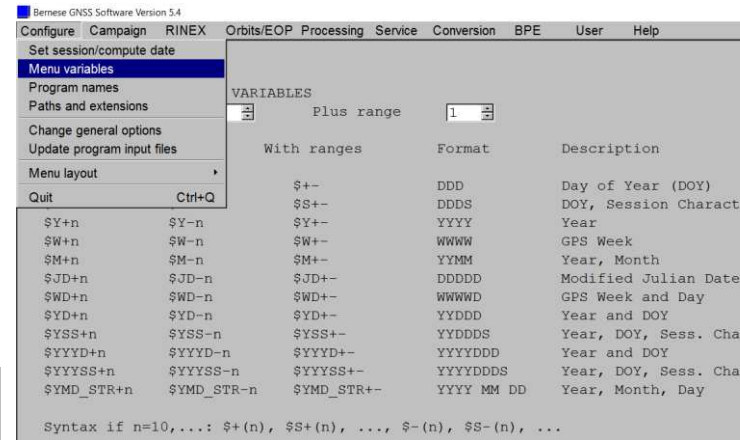 Bernese GNSS Software Version 5.4
Configure Campaign RINEX Orbits/EOP Processing Service Conversion BPE User Help
Set session/compute date
Menu variables
Program names
Paths and extensions
Change general options
Update program input files
Menu layout
Quit Ctrl+Q
VARIABLES
Plus range 1
With ranges Format Description
$+- DDD Day of Year (DOY)
$S+- DDDS DOY, Session Charact
$Y+n $Y-n $Y+- YYYY Year
$W+n $W-n $W+- WWWW GPS Week
$M+n $M-n $M+- YYMM Year, Month
$JD+n $JD-n $JD+- DDDDD Modified Julian Date
$WD+n $WD-n $WD+- WWWWD GPS Week and Day
$YD+n $YD-n $YD+- YYDDD Year and DOY
$YSS+n $YSS-n $YSS+- YYDDDS Year, DOY, Sess. Cha
$YYYD+n $YYYD-n $YYYD+- YYYYDDD Year and DOY
$YYYSS+n $YYYSS-n $YYYSS+- YYYYDDDS Year, DOY, Sess. Cha
$YMD_STR+n $YMD_STR-n $YMD_STR+- YYYY MM DD Year, Month, Day
Syntax if n=10,...: $+(n), $S+(n), ..., $-(n), $S-(n), ...